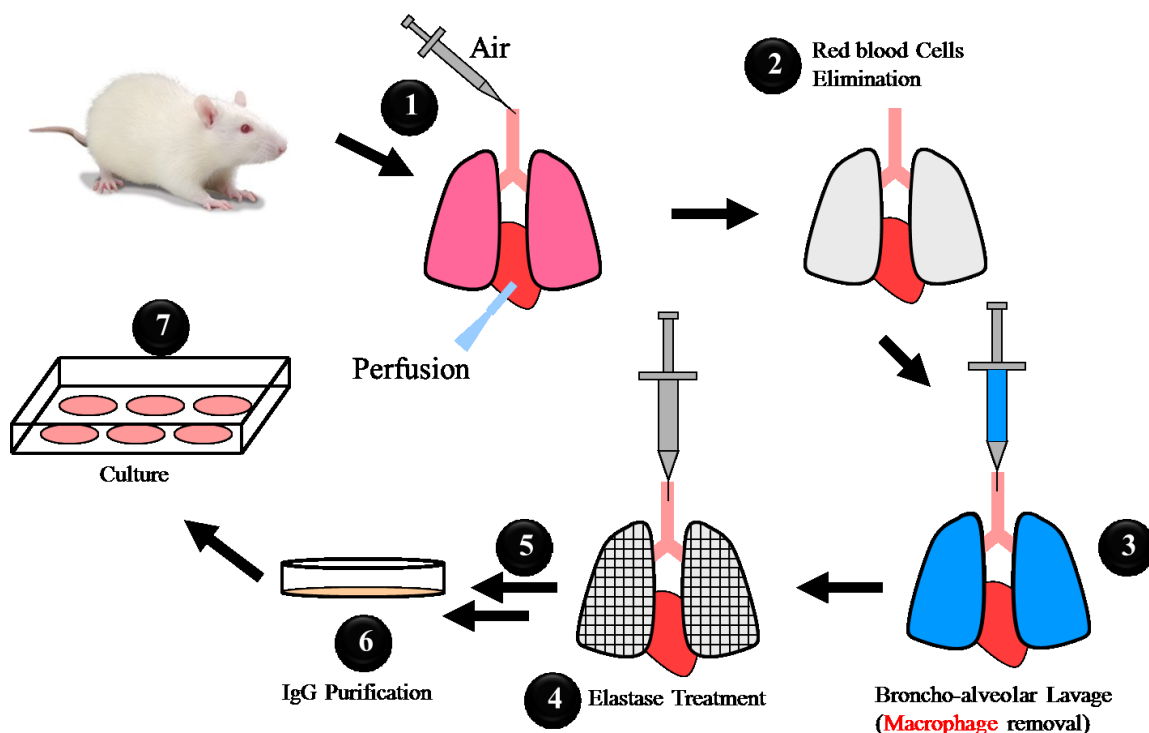 Air
1
Perfusion
2
Red blood Cells
Elimination
3
Broncho-alveolar Lavage
(Macrophage removal)
4
Elastase Treatment
5
6
IgG Purification
7
Culture